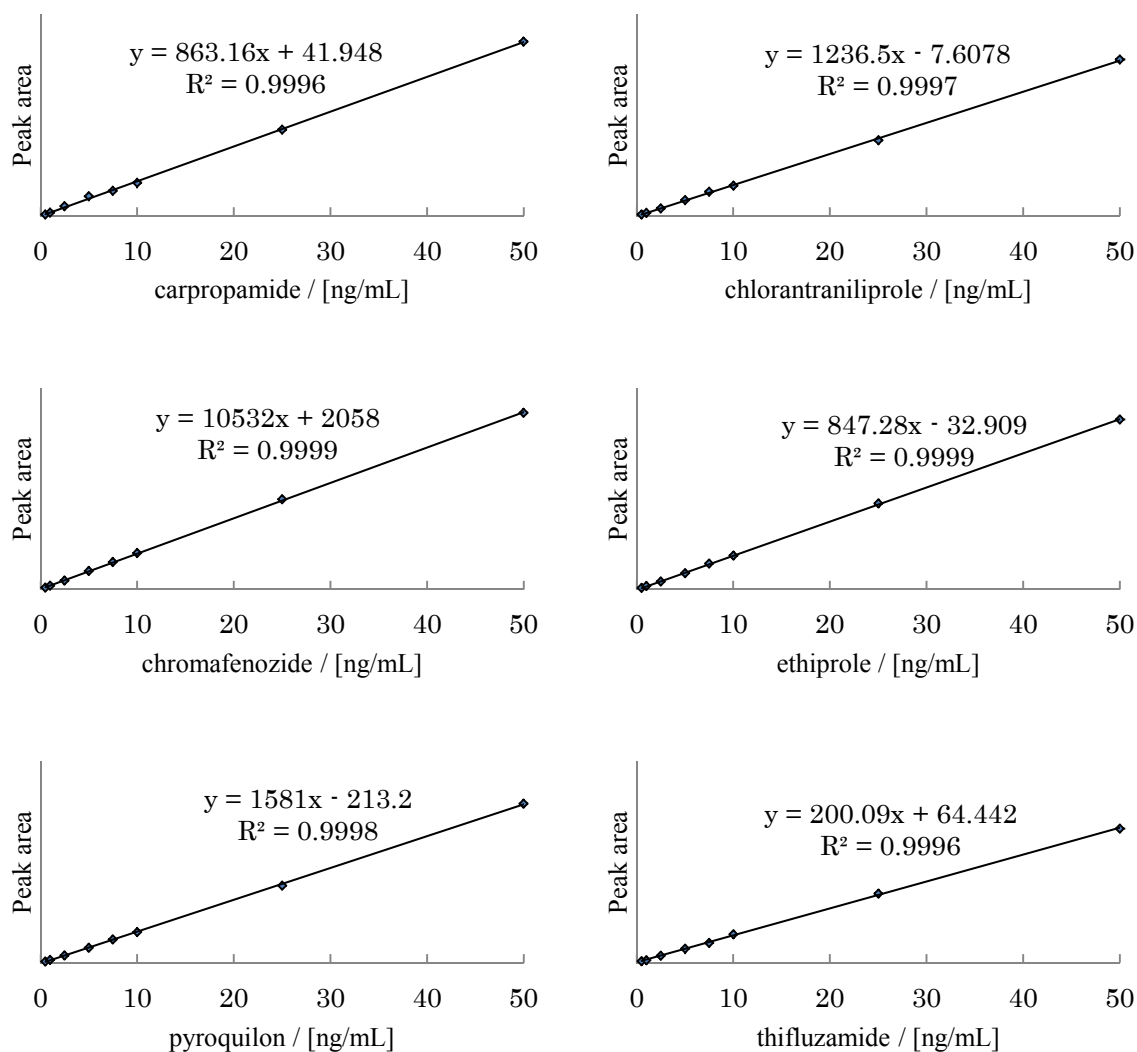 y = 863.16x + 41.948
R² = 0.9996
Peak area
0 10 20 30 40 50
carpropamide / [ng/mL]
y = 1236.5x - 7.6078
R² = 0.9997
Peak area
0 10 20 30 40 50
chlorantraniliprole / [ng/mL]
y = 10532x + 2058
R² = 0.9999
Peak area
0 10 20 30 40 50
chromafenozide / [ng/mL]
y = 847.28x - 32.909
R² = 0.9999
Peak area
0 10 20 30 40 50
ethiprole / [ng/mL]
y = 1581x - 213.2
R² = 0.9998
Peak area
0 10 20 30 40 50
pyroquilon / [ng/mL]
y = 200.09x + 64.442
R² = 0.9996
Peak area
0 10 20 30 40 50
thifluzamide / [ng/mL]